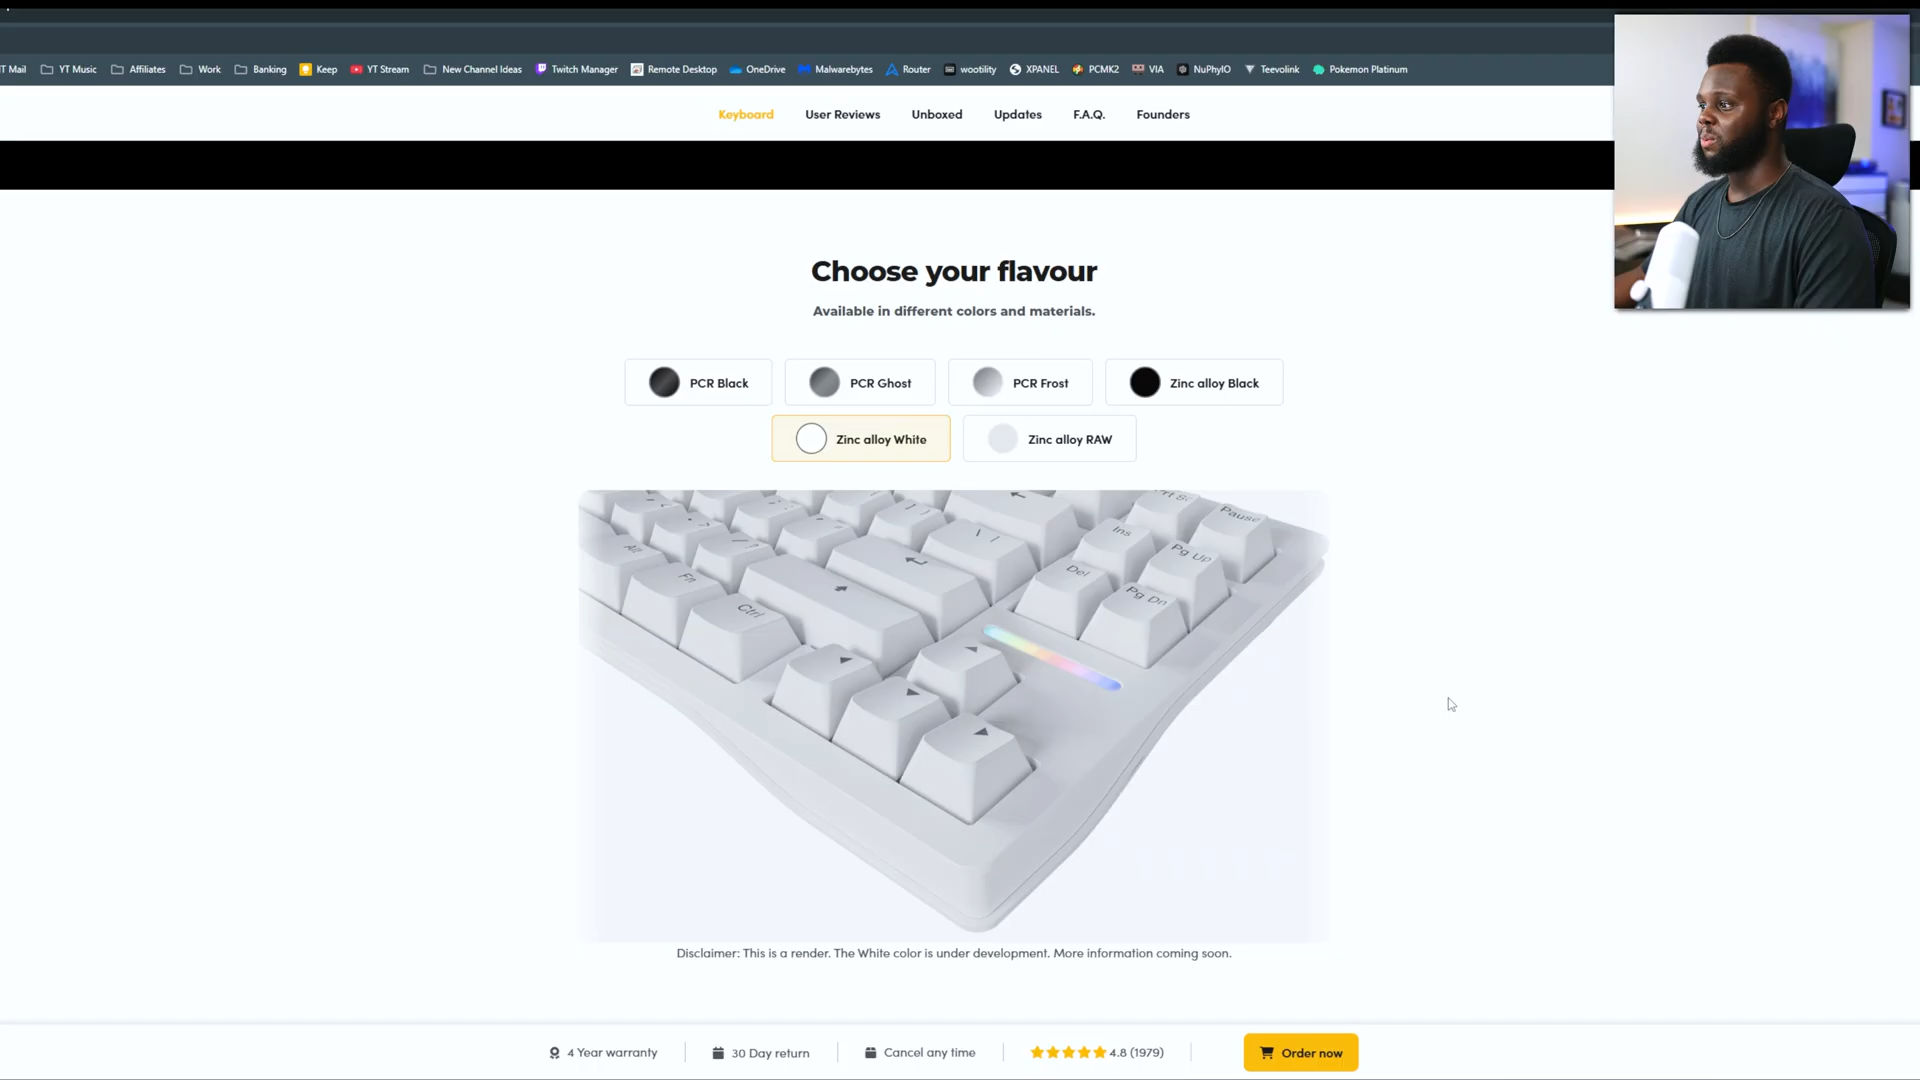 T Mail YT Music Affiliates Work Banking Keep YT Stream New Channel Ideas Twitch Manager Remote Desktop OneDrive Malwarebytes Router wootility XPANEL PCMK2 VIA NuPhyIO Teevolink Pokemon Platinum
Keyboard User Reviews Unboxed Updates F.A.Q. Founders
Choose your flavour
Available in different colors and materials.
PCR Black PCR Ghost PCR Frost Zinc alloy Black
Zinc alloy White Zinc alloy RAW
Prt Sc Pause
Ins Pg Up
Del Pg Dn
Alt Fn Ctrl
Disclaimer: This is a render. The White color is under development. More information coming soon.
4 Year warranty 30 Day return Cancel any time 4.8 (1979) Order now